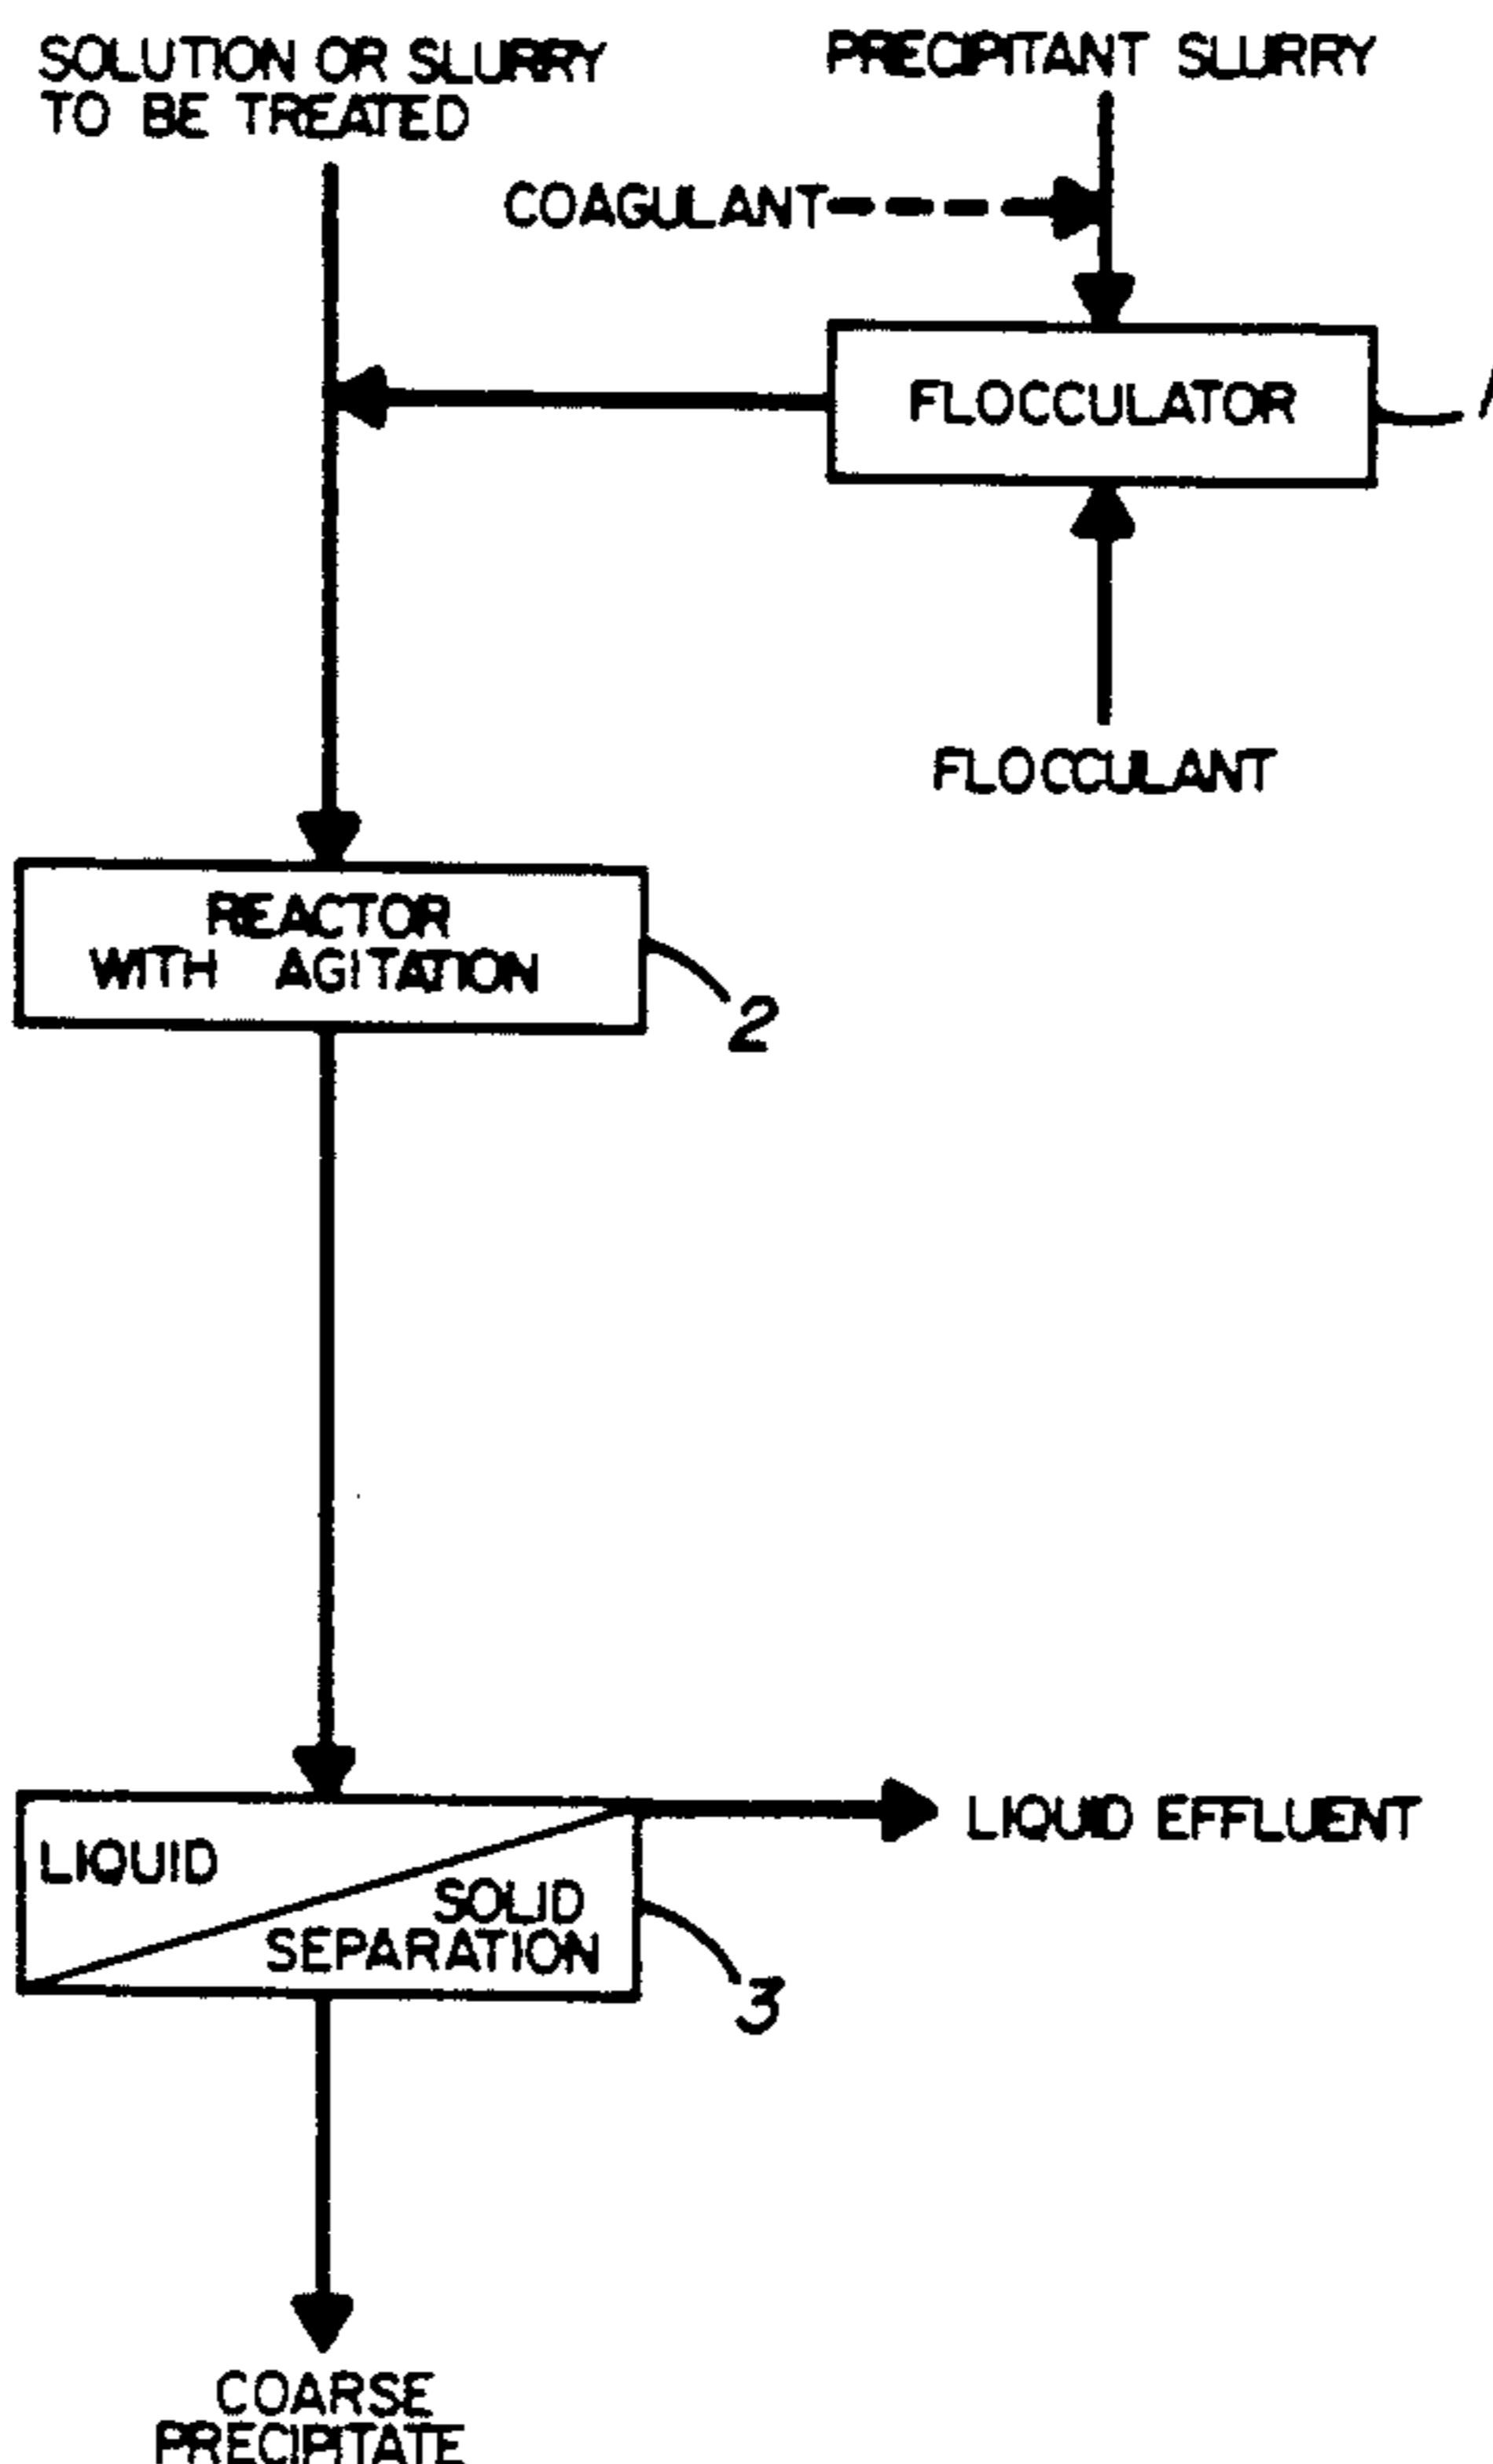 SOLUTION OR SLURRY
TO BE TREATED
PRECIPITANT SLURRY
COAGULANT
FLOCCULATOR
1
FLOCCULANT
REACTOR
WITH AGITATION
2
LIQUID
SOLID
SEPARATION
3
LIQUID EFFLUENT
COARSE
PRECIPITATE